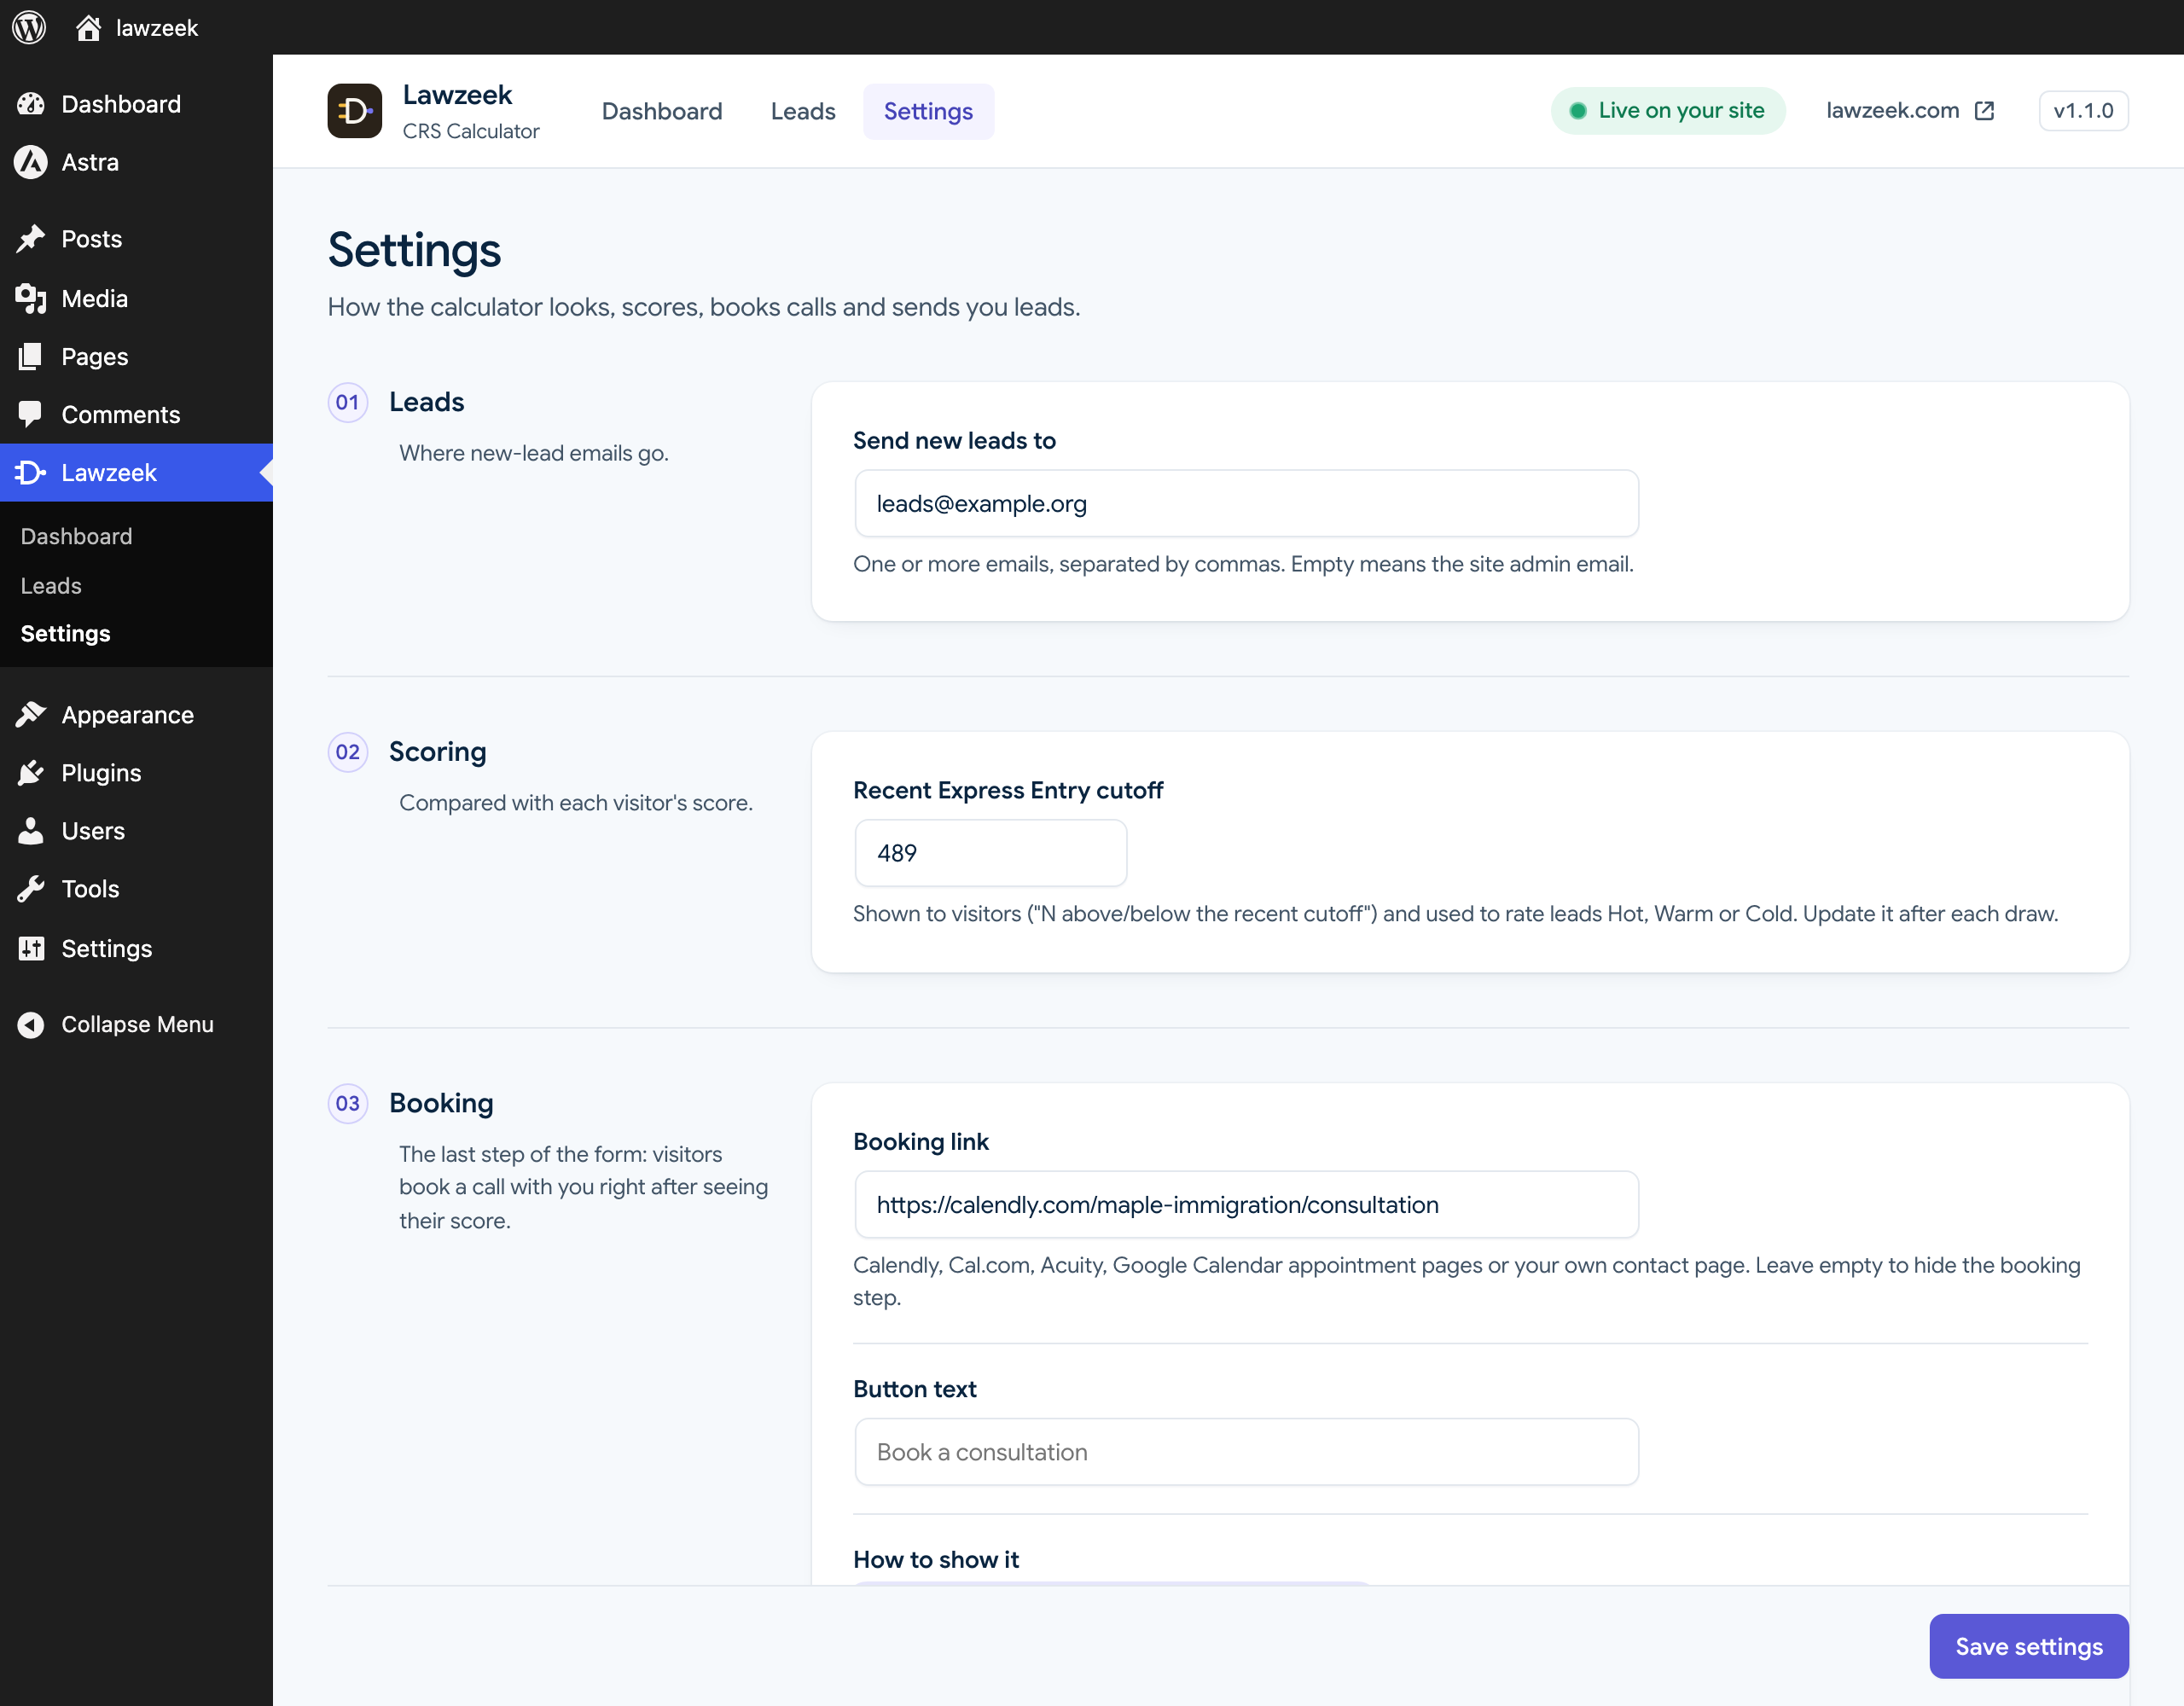 lawzeek
Dashboard
Astra
Posts
Media
Pages
Comments
Lawzeek
Dashboard
Leads
Settings
Appearance
Plugins
Users
Tools
Settings
Collapse Menu
Lawzeek
CRS Calculator
Dashboard
Leads
Settings
Live on your site
lawzeek.com
v1.1.0
Settings
How the calculator looks, scores, books calls and sends you leads.
01
Leads
Where new-lead emails go.
Send new leads to
leads@example.org
One or more emails, separated by commas. Empty means the site admin email.
02
Scoring
Compared with each visitor's score.
Recent Express Entry cutoff
489
Shown to visitors ("N above/below the recent cutoff") and used to rate leads Hot, Warm or Cold. Update it after each draw.
03
Booking
The last step of the form: visitors
book a call with you right after seeing
their score.
Booking link
https://calendly.com/maple-immigration/consultation
Calendly, Cal.com, Acuity, Google Calendar appointment pages or your own contact page. Leave empty to hide the booking
step.
Button text
Book a consultation
How to show it
Save settings